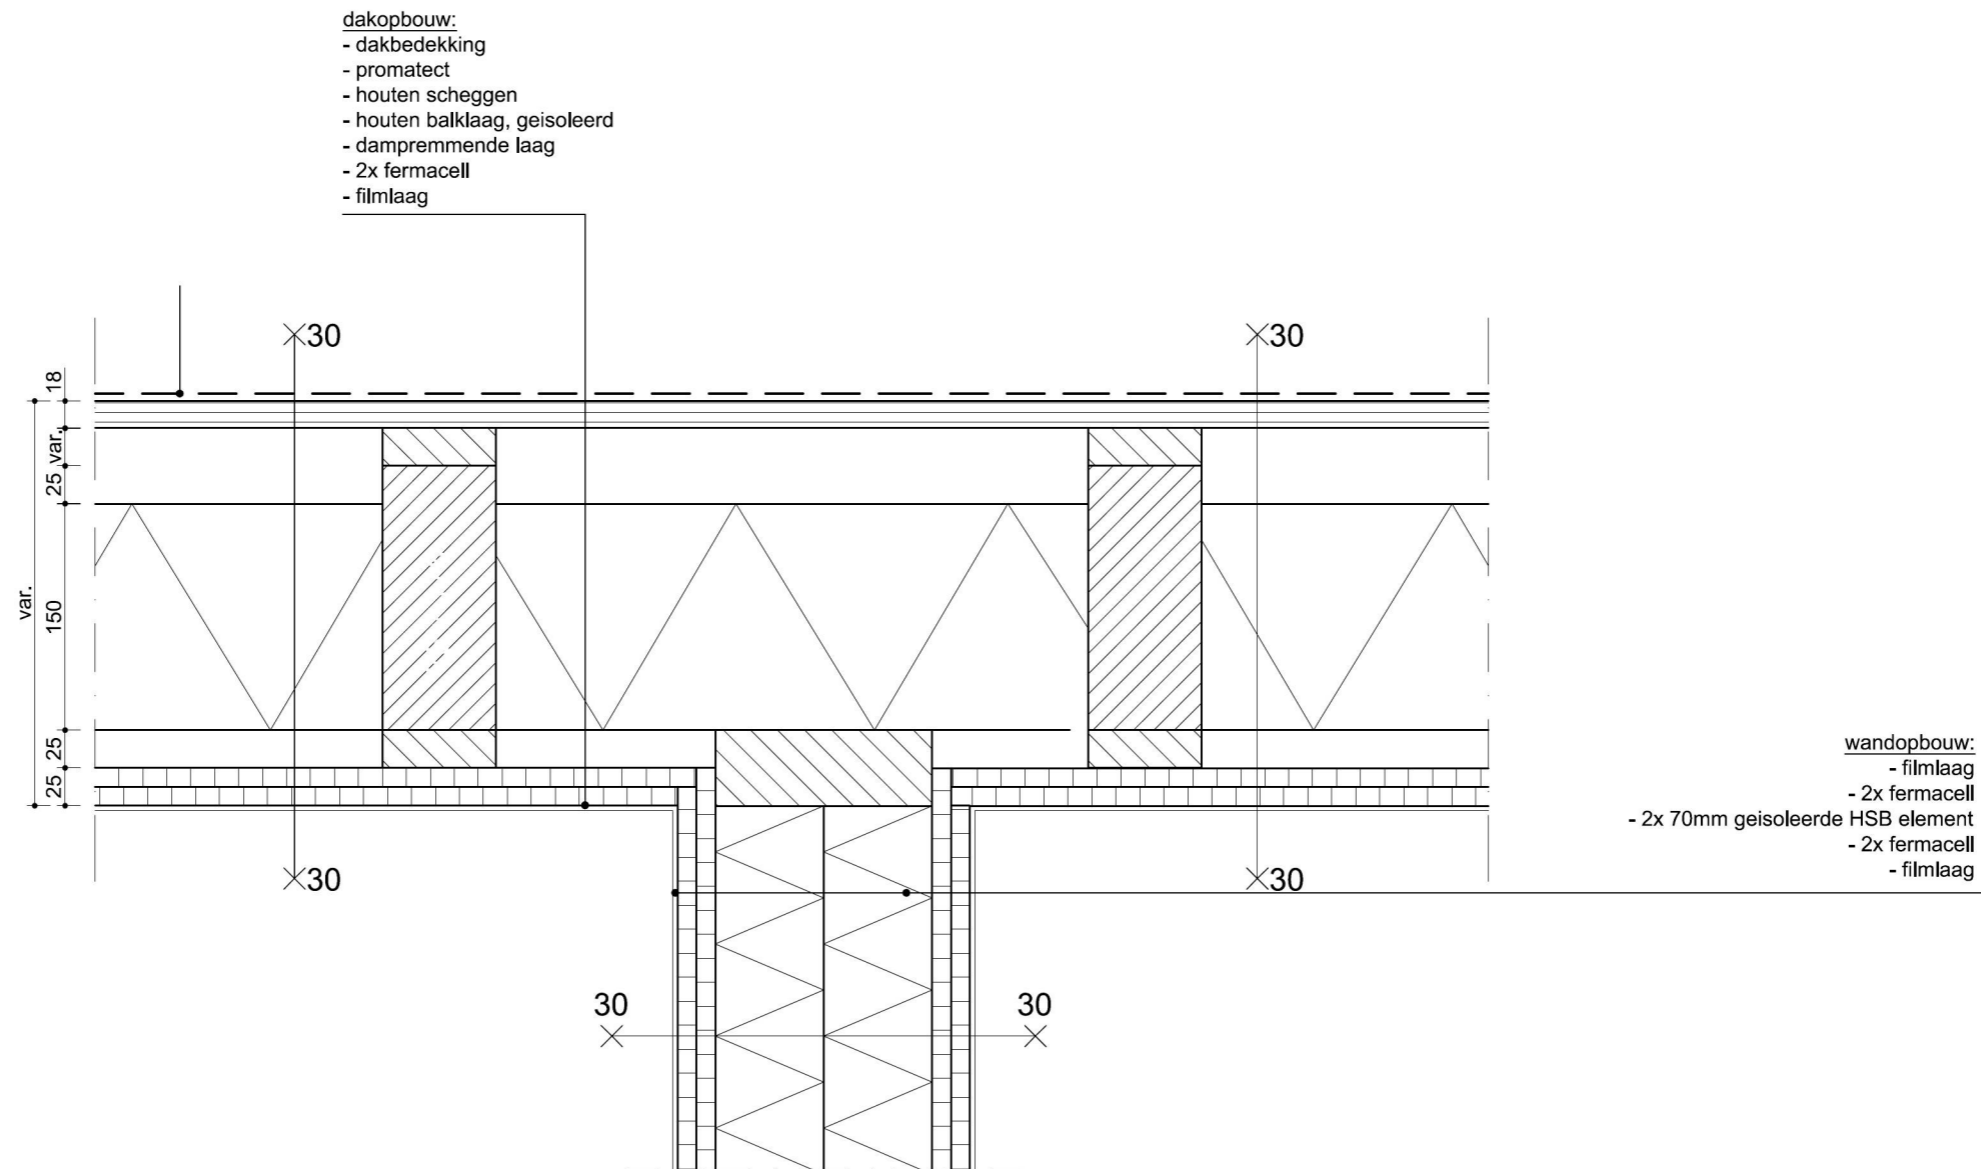 dakopbouw:
- dakbedekking
- promatect
- houten scheggen
- houten balklaag, geisoleerd
- dampremmende laag
- 2x fermacell
- filmlaag
30
30
18
var.
25
150
var.
25
25
30
30
wandopbouw:
- filmlaag
- 2x fermacell
- 2x 70mm geisoleerde HSB element
- 2x fermacell
- filmlaag
30
30